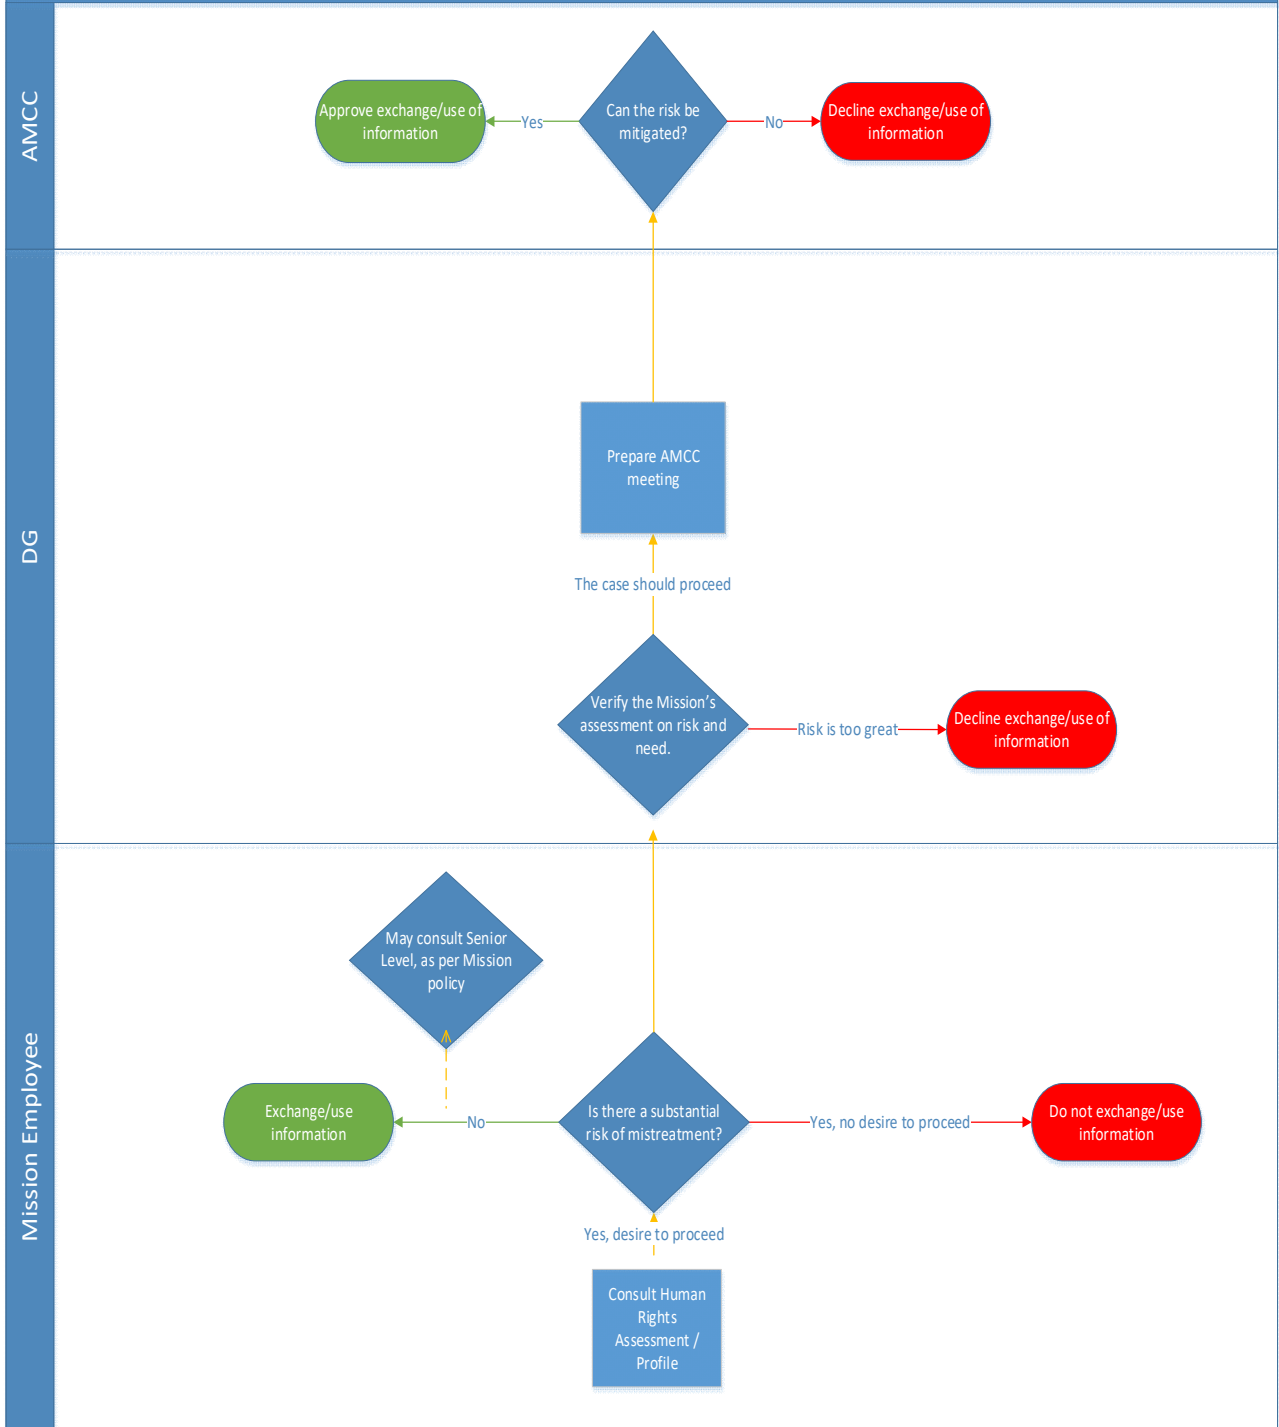 AMCC
Approve exchange/use of
information
Yes
Can the risk be
mitigated?
No
Decline exchange/use of
information
DG
Prepare AMCC
meeting
The case should proceed
Verify the Mission's
assessment on risk and
need.
Risk is too great
Decline exchange/use of
information
Mission Employee
May consult Senior
Level, as per Mission
policy
Exchange/use
information
No
Is there a substantial
risk of mistreatment?
Yes, no desire to proceed
Do not exchange/use
information
Yes, desire to proceed
Consult Human
Rights
Assessment /
Profile